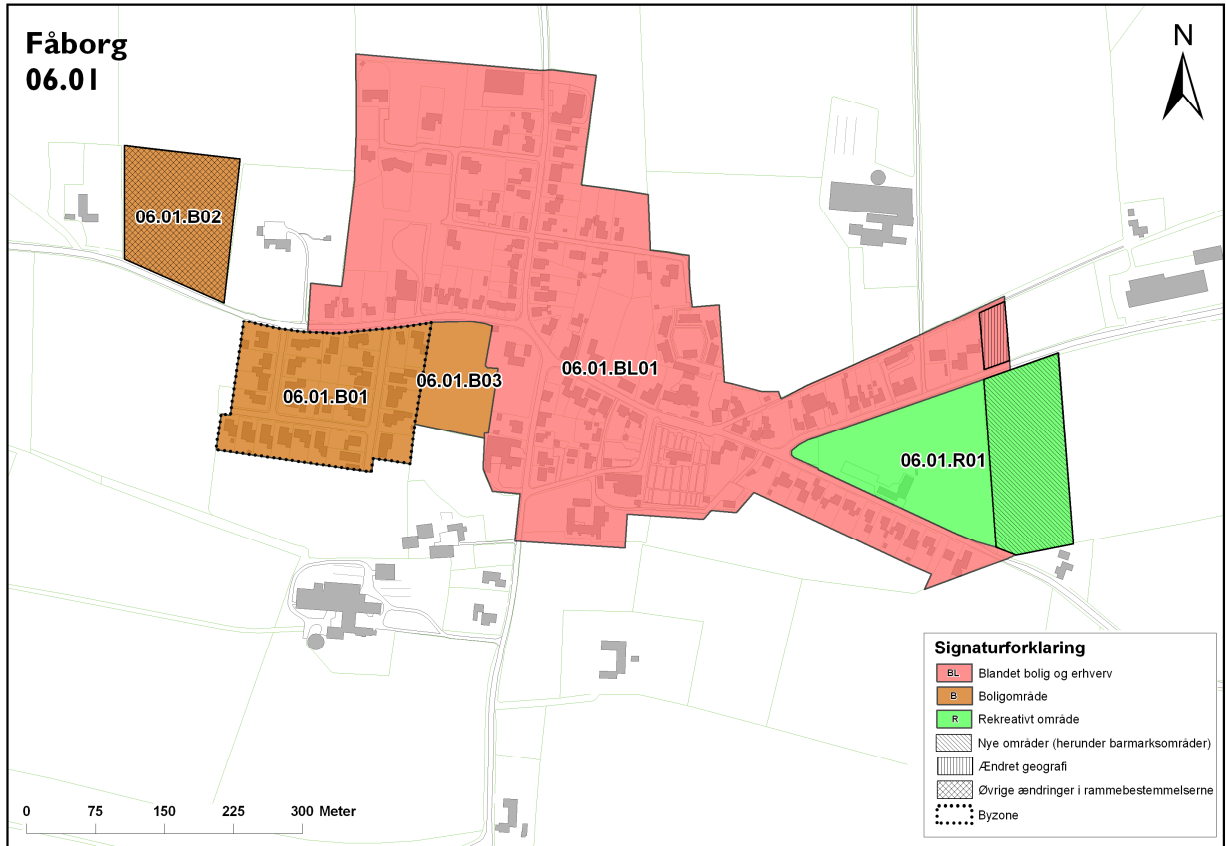 Fåborg
06.01
N
06.01.B02
06.01.B01
06.01.B03
06.01.BL01
06.01.R01
Signaturforklaring
BL Blandet bolig og erhverv
B Boligområde
R Rekreativt område
Nye områder (herunder barmarksområder)
Ændret geografi
Øvrige ændringer i rammebestemmelserne
Byzone
0 75 150 225 300 Meter